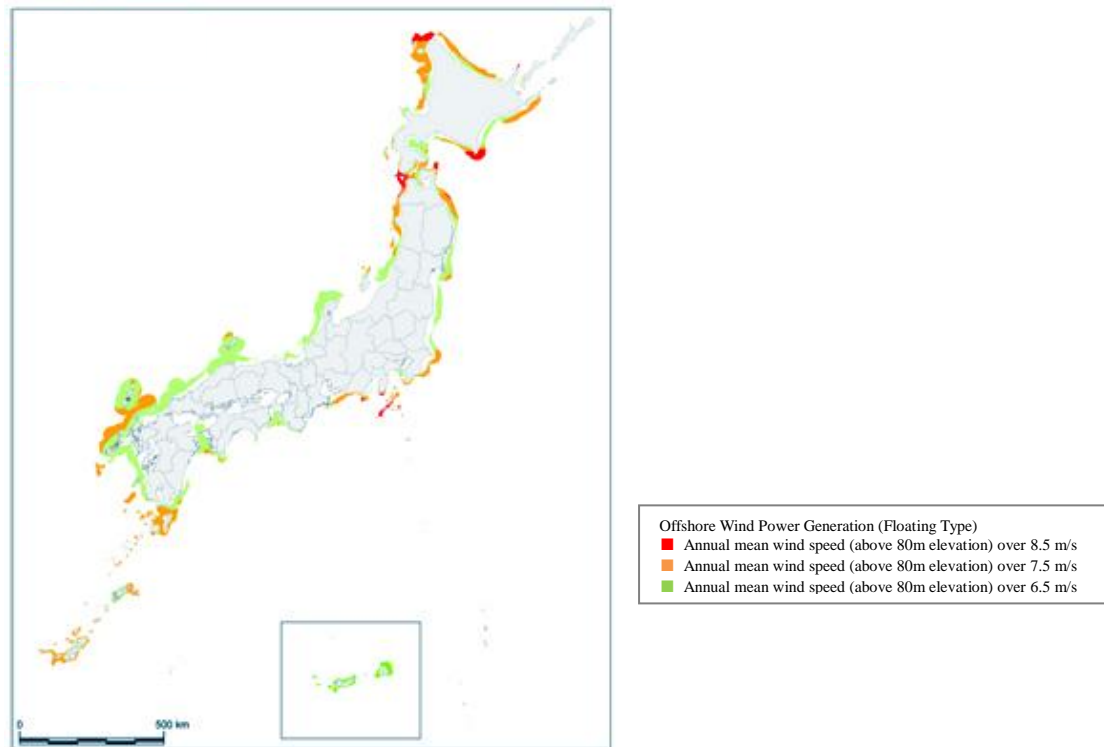 Offshore Wind Power Generation (Floating Type)
Annual mean wind speed (above 80m elevation) over 8.5 m/s
Annual mean wind speed (above 80m elevation) over 7.5 m/s
Annual mean wind speed (above 80m elevation) over 6.5 m/s
0 500 km